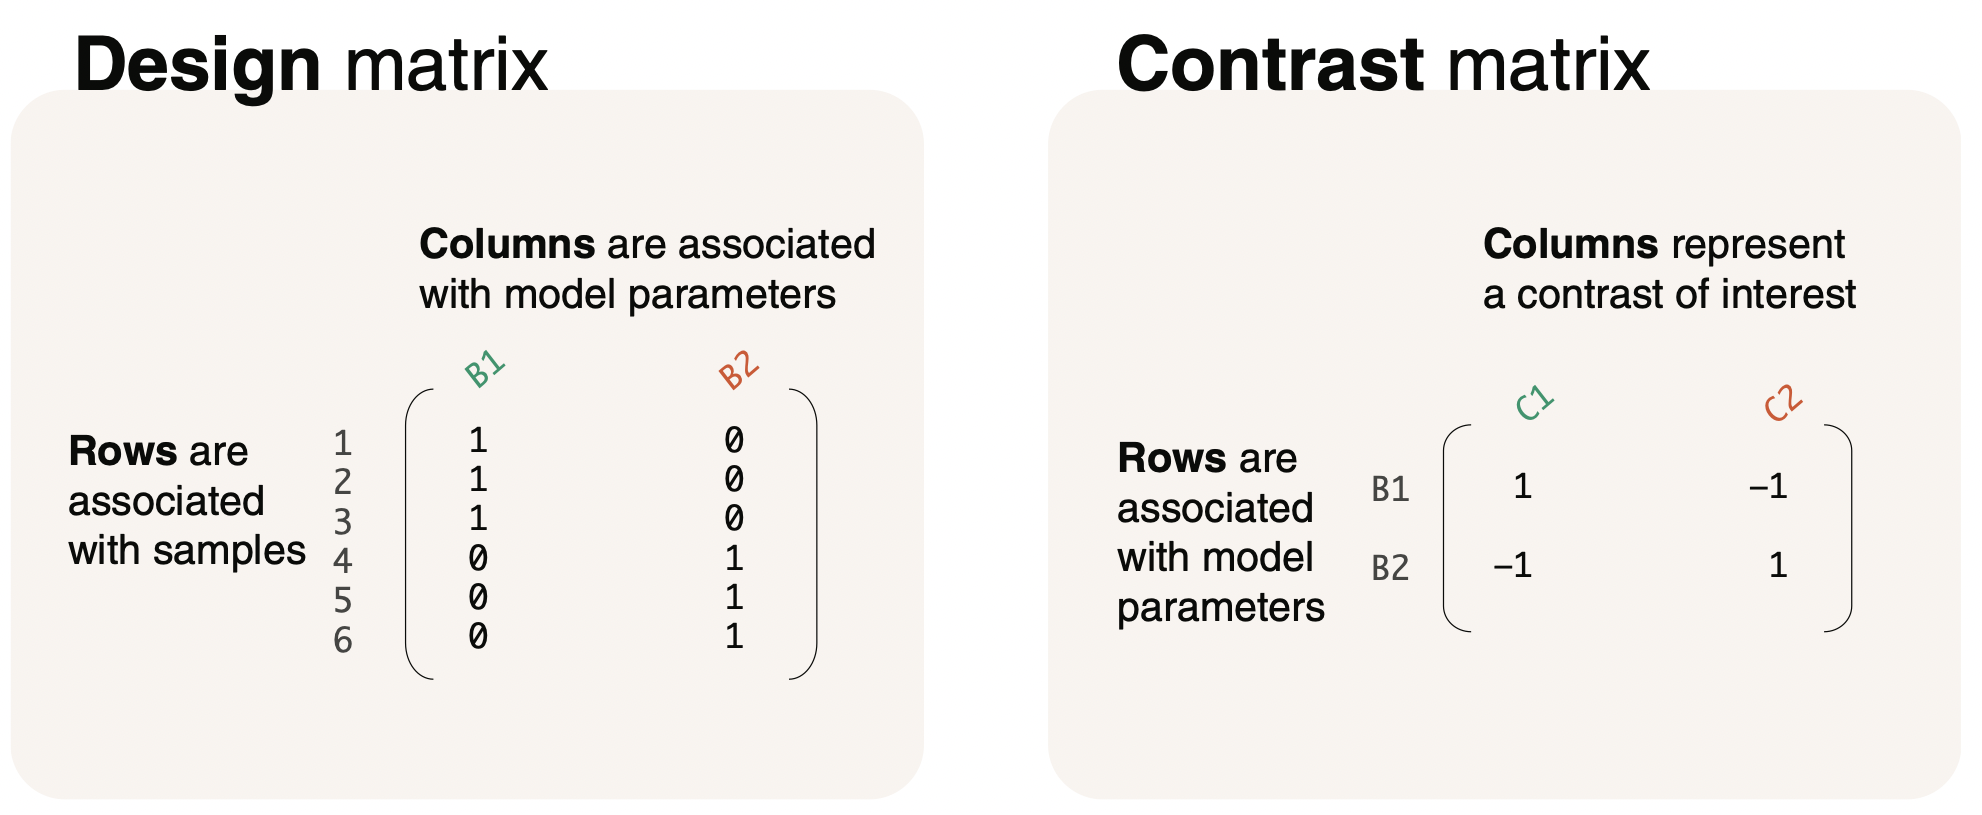 Design matrix
Columns are associated
with model parameters
B1 B2
Rows are
associated
with samples
1 1 0
2 1 0
3 1 0
4 0 1
5 0 1
6 0 1
Contrast matrix
Columns represent
a contrast of interest
C1 C2
Rows are
associated
with model
parameters
B1 1 −1
B2 −1 1